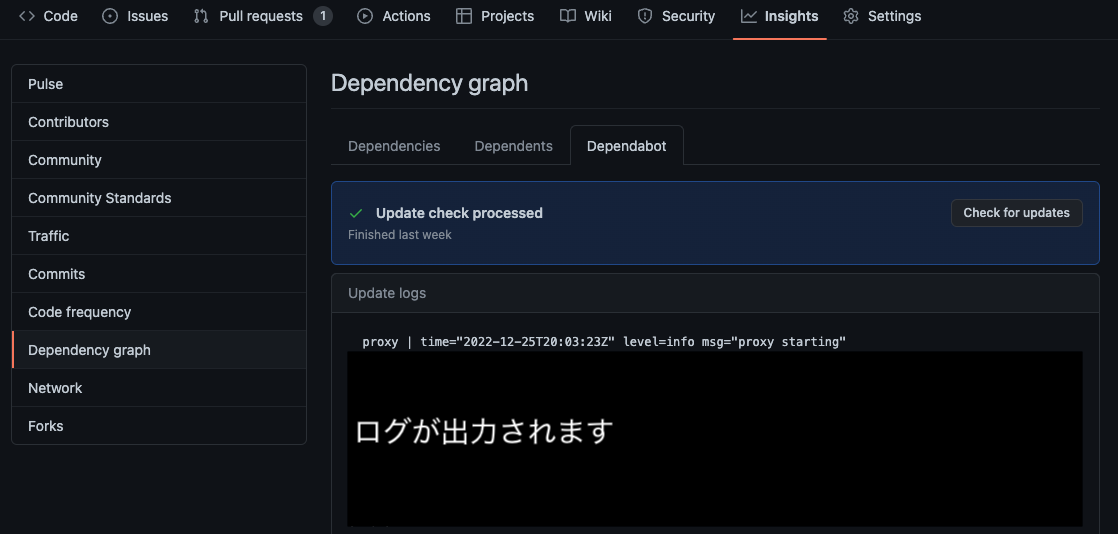 Code Issues Pull requests 1 Actions Projects Wiki Security Insights Settings
Pulse
Contributors
Community
Community Standards
Traffic
Commits
Code frequency
Dependency graph
Network
Forks
Dependency graph
Dependencies Dependents Dependabot
Update check processed
Finished last week
Check for updates
Update logs
proxy | time="2022-12-25T20:03:23Z" level=info msg="proxy starting"
ログが出力されます